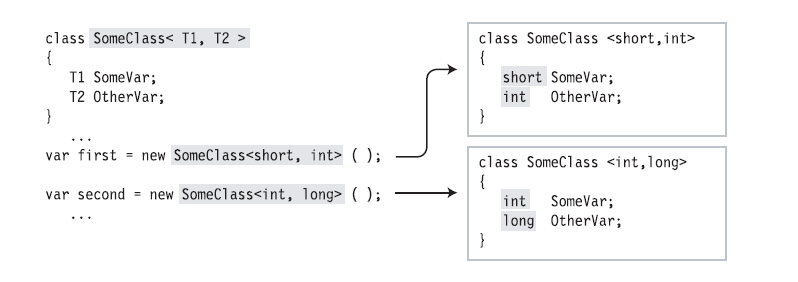 class SomeClass< T1, T2 >
{
T1 SomeVar;
T2 OtherVar;
}
...
var first = new SomeClass<short, int> ( );
var second = new SomeClass<int, long> ( );
...
class SomeClass <short,int>
{
short SomeVar;
int OtherVar;
}
class SomeClass <int,long>
{
int SomeVar;
long OtherVar;
}